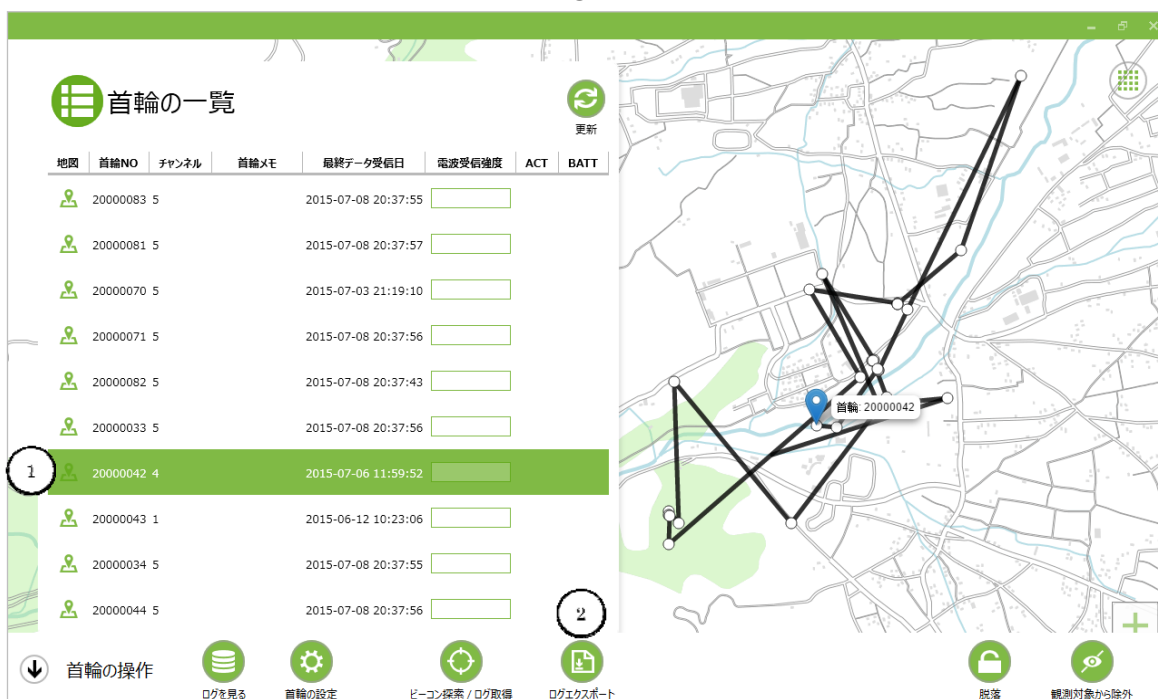 首輪の一覧
更新
地図 首輪NO チャンネル 首輪メモ 最終データ受信日 電波受信強度 ACT BATT
20000083 5 2015-07-08 20:37:55
20000081 5 2015-07-08 20:37:57
20000070 5 2015-07-03 21:19:10
20000071 5 2015-07-08 20:37:56
20000082 5 2015-07-08 20:37:43
20000033 5 2015-07-08 20:37:56
1 20000042 4 2015-07-06 11:59:52
20000043 1 2015-06-12 10:23:06
20000034 5 2015-07-08 20:37:55
20000044 5 2015-07-08 20:37:56
首輪: 20000042
2
首輪の操作
ログを見る 首輪の設定 ビーコン探索 / ログ取得 ログエクスポート 脱落 観測対象から除外